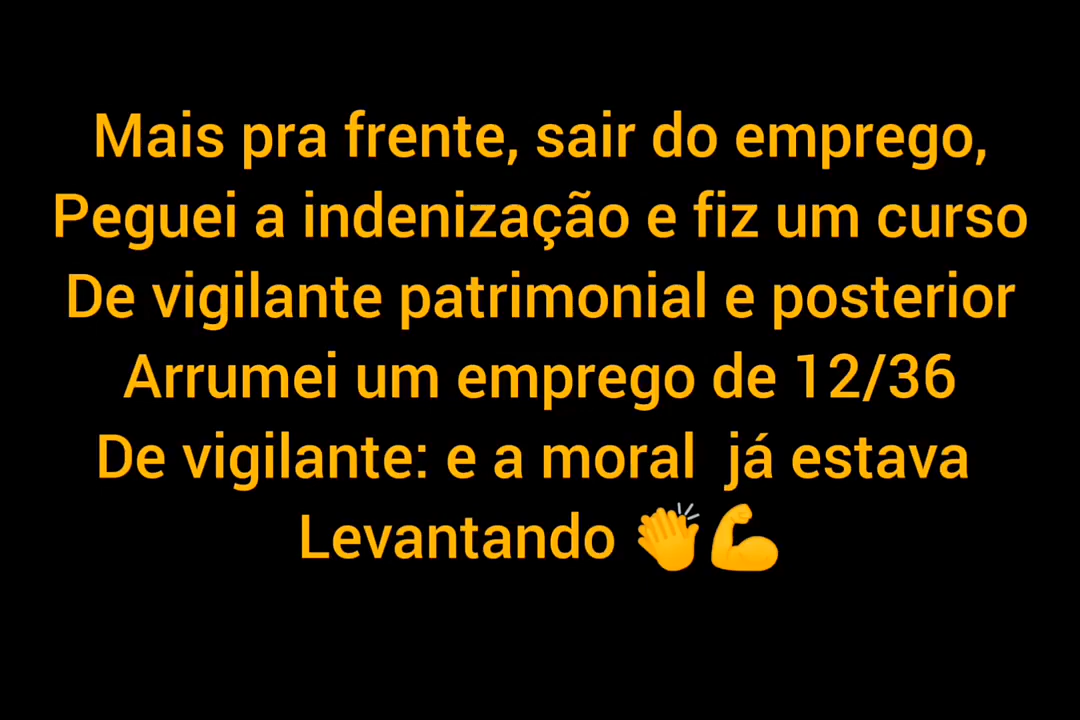 Mais pra frente, sair do emprego,
Peguei a indenização e fiz um curso
De vigilante patrimonial e posterior
Arrumei um emprego de 12/36
De vigilante: e a moral  já estava
Levantando 👏💪